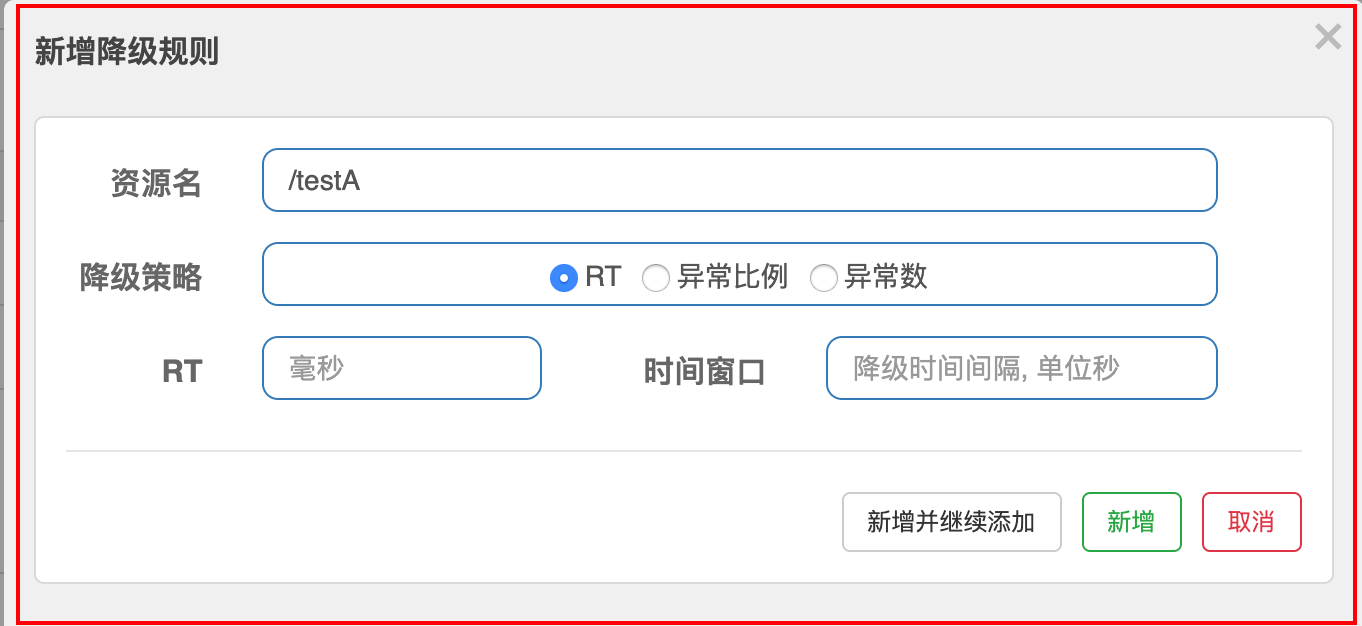 新增降级规则
资源名 /testA
降级策略 RT 异常比例 异常数
RT 毫秒 时间窗口 降级时间间隔, 单位秒
新增并继续添加 新增 取消